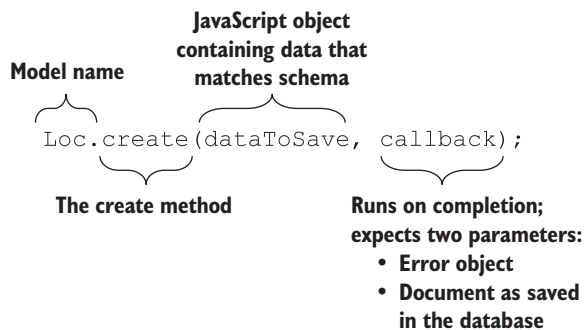 JavaScript object
containing data that
matches schema
Model name
Loc.create(dataToSave, callback);
The create method
Runs on completion;
expects two parameters:
• Error object
• Document as saved
in the database